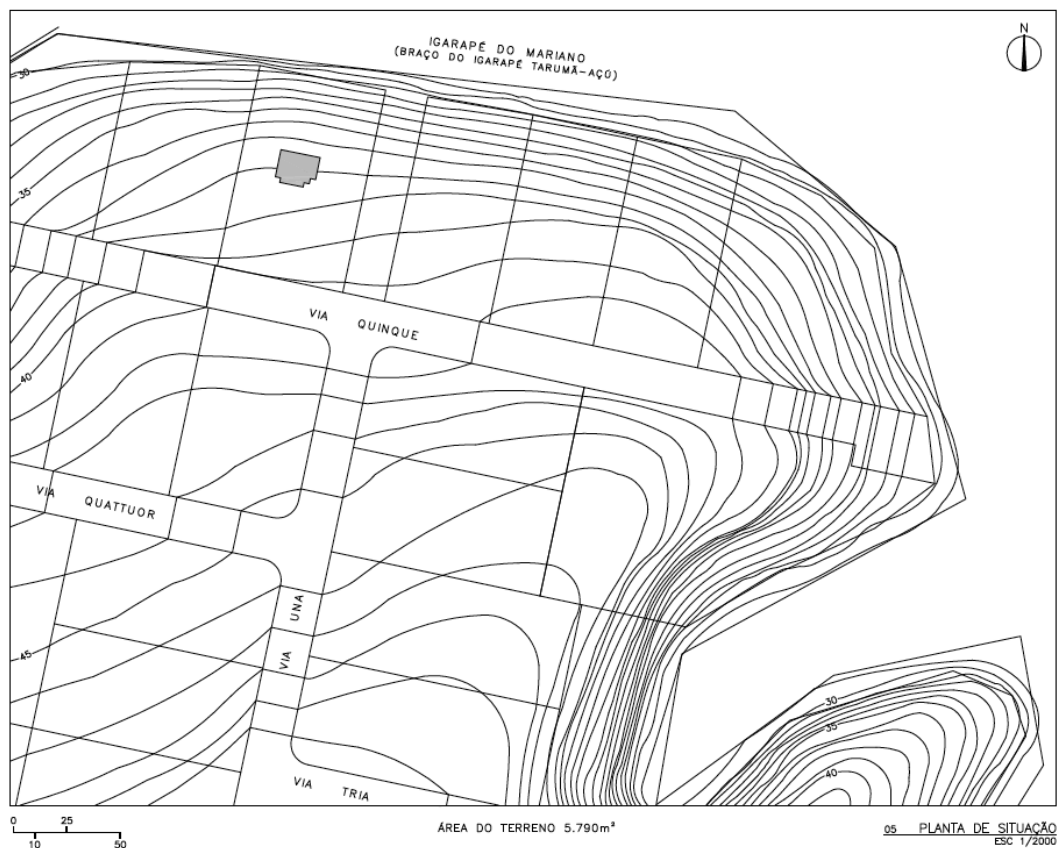 IGARAPÉ DO MARIANO
(BRAÇO DO IGARAPÉ TARUMÃ-AÇÚ)
N
30
35
VIA QUINQUE
40
VIA QUATTUOR
VIA UNA
45
30
35
40
VIA TRIA
0 25
10 50
ÁREA DO TERRENO 5.790m²
05 PLANTA DE SITUAÇÃO
ESC 1/2000